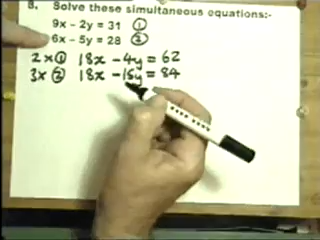 8. Solve these simultaneous equations:-
9x - 2y = 31 ①
6x - 5y = 28 ②
2 x ① 18x - 4y = 62
3x ② 18x - 15y = 84